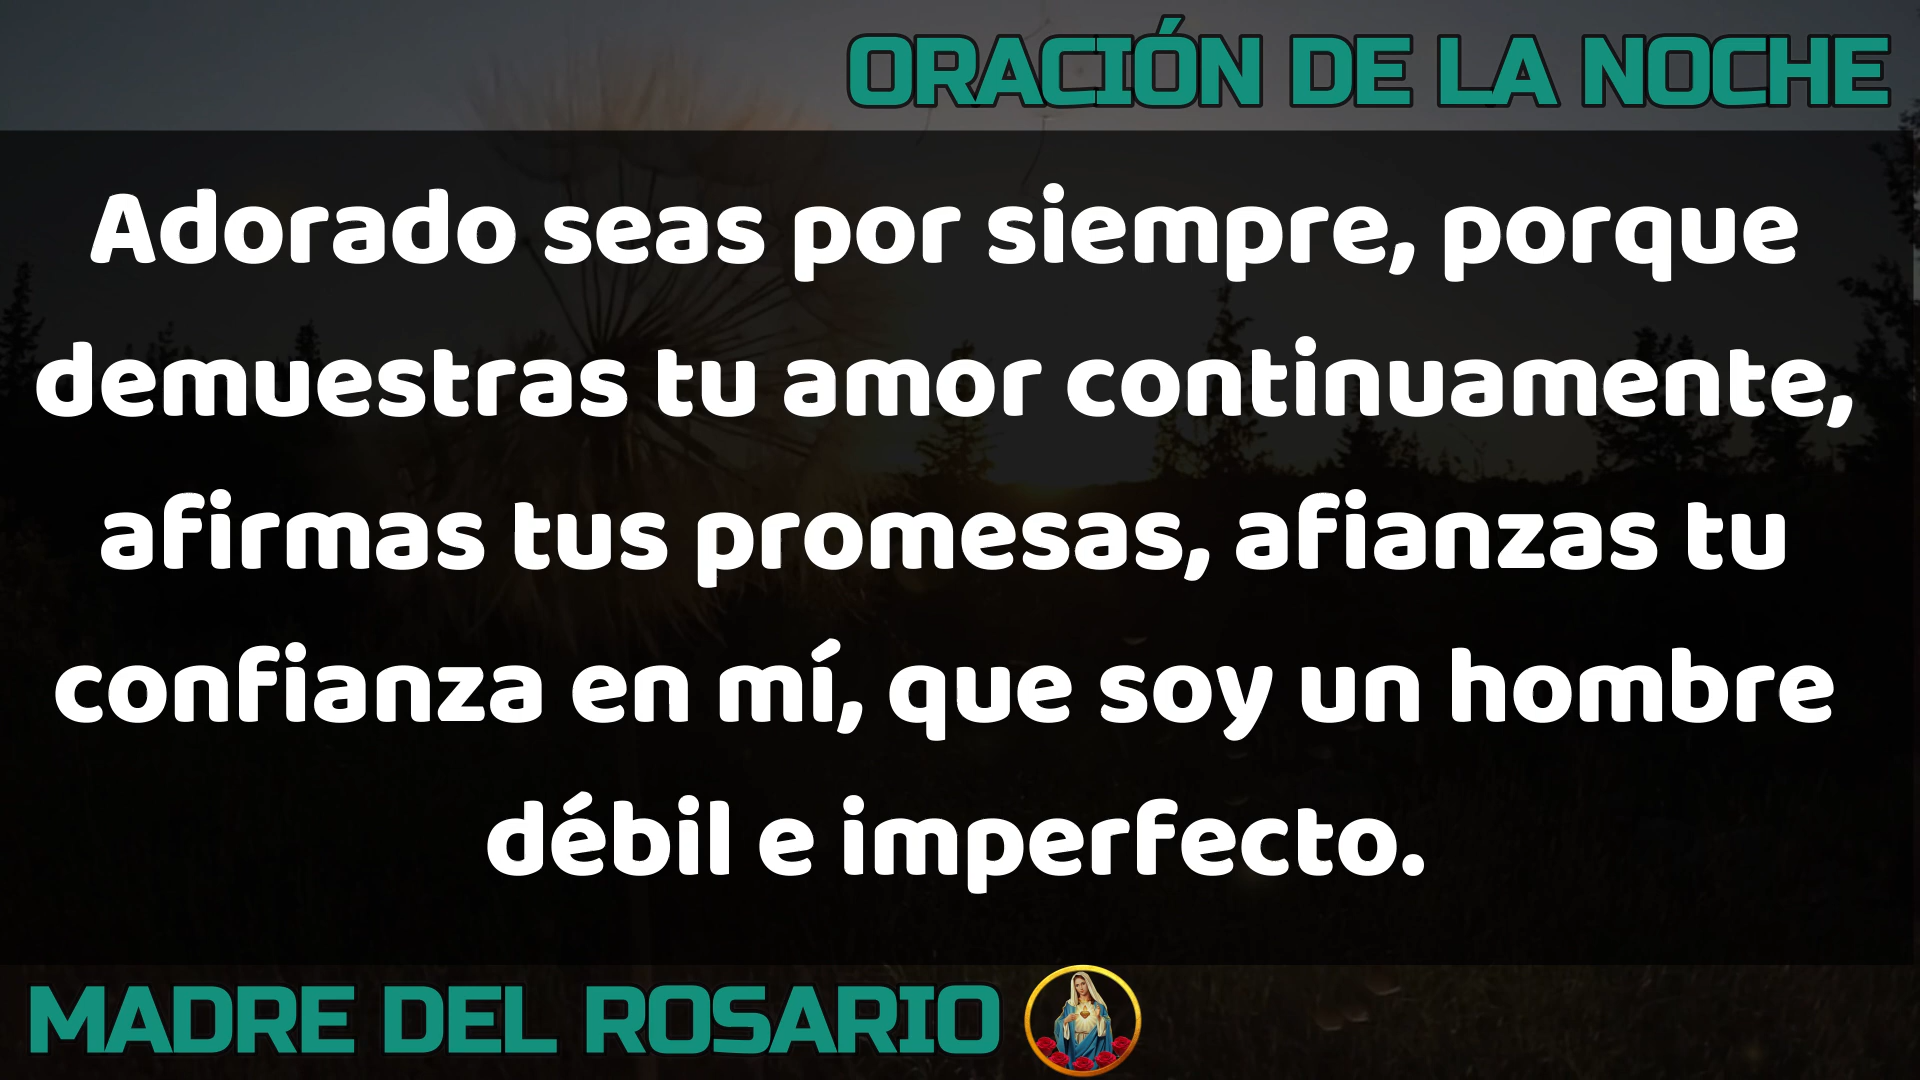 ORACIÓN DE LA NOCHE
Adorado seas por siempre, porque
demuestras tu amor continuamente,
afirmas tus promesas, afianzas tu
confianza en mí, que soy un hombre
débil e imperfecto.
MADRE DEL ROSARIO